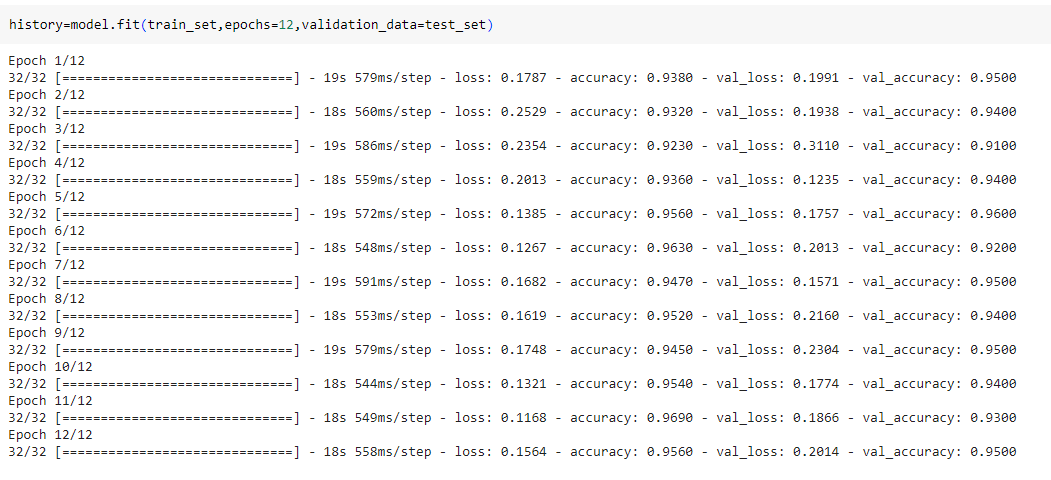 history=model.fit(train_set,epochs=12,validation_data=test_set)
Epoch 1/12
32/32 [==============================] - 19s 579ms/step - loss: 0.1787 - accuracy: 0.9380 - val_loss: 0.1991 - val_accuracy: 0.9500
Epoch 2/12
32/32 [==============================] - 18s 560ms/step - loss: 0.2529 - accuracy: 0.9320 - val_loss: 0.1938 - val_accuracy: 0.9400
Epoch 3/12
32/32 [==============================] - 19s 586ms/step - loss: 0.2354 - accuracy: 0.9230 - val_loss: 0.3110 - val_accuracy: 0.9100
Epoch 4/12
32/32 [==============================] - 18s 559ms/step - loss: 0.2013 - accuracy: 0.9360 - val_loss: 0.1235 - val_accuracy: 0.9400
Epoch 5/12
32/32 [==============================] - 19s 572ms/step - loss: 0.1385 - accuracy: 0.9560 - val_loss: 0.1757 - val_accuracy: 0.9600
Epoch 6/12
32/32 [==============================] - 18s 548ms/step - loss: 0.1267 - accuracy: 0.9630 - val_loss: 0.2013 - val_accuracy: 0.9200
Epoch 7/12
32/32 [==============================] - 19s 591ms/step - loss: 0.1682 - accuracy: 0.9470 - val_loss: 0.1571 - val_accuracy: 0.9500
Epoch 8/12
32/32 [==============================] - 18s 553ms/step - loss: 0.1619 - accuracy: 0.9520 - val_loss: 0.2160 - val_accuracy: 0.9400
Epoch 9/12
32/32 [==============================] - 19s 579ms/step - loss: 0.1748 - accuracy: 0.9450 - val_loss: 0.2304 - val_accuracy: 0.9500
Epoch 10/12
32/32 [==============================] - 18s 544ms/step - loss: 0.1321 - accuracy: 0.9540 - val_loss: 0.1774 - val_accuracy: 0.9400
Epoch 11/12
32/32 [==============================] - 18s 549ms/step - loss: 0.1168 - accuracy: 0.9690 - val_loss: 0.1866 - val_accuracy: 0.9300
Epoch 12/12
32/32 [==============================] - 18s 558ms/step - loss: 0.1564 - accuracy: 0.9560 - val_loss: 0.2014 - val_accuracy: 0.9500